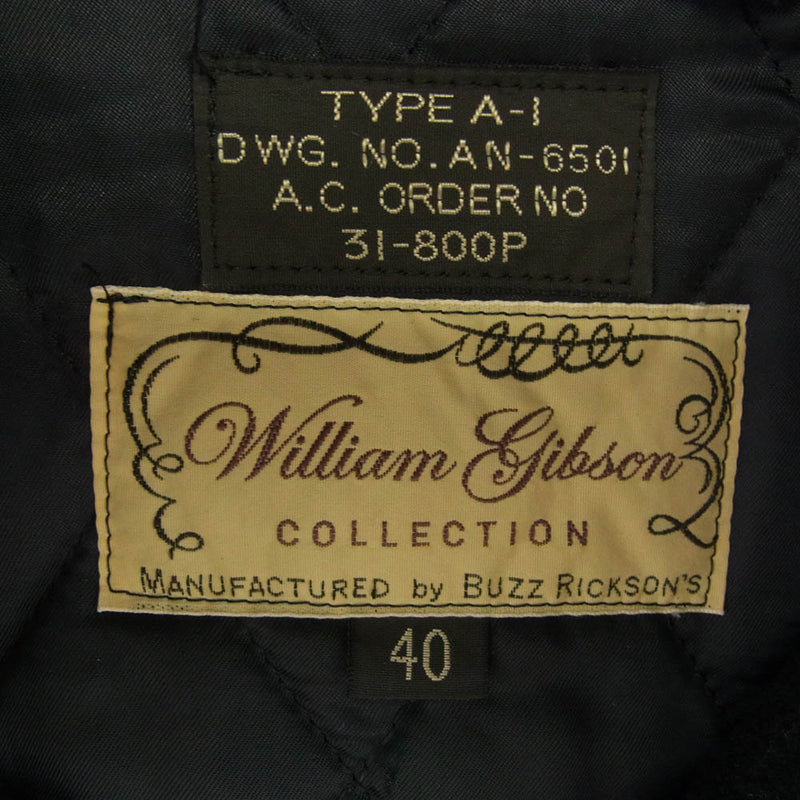 TYPE A-1
DWG. NO. AN-6501
A.C. ORDER NO
31-800P
William Gibson
COLLECTION
MANUFACTURED by BUZZ RICKSON'S
40